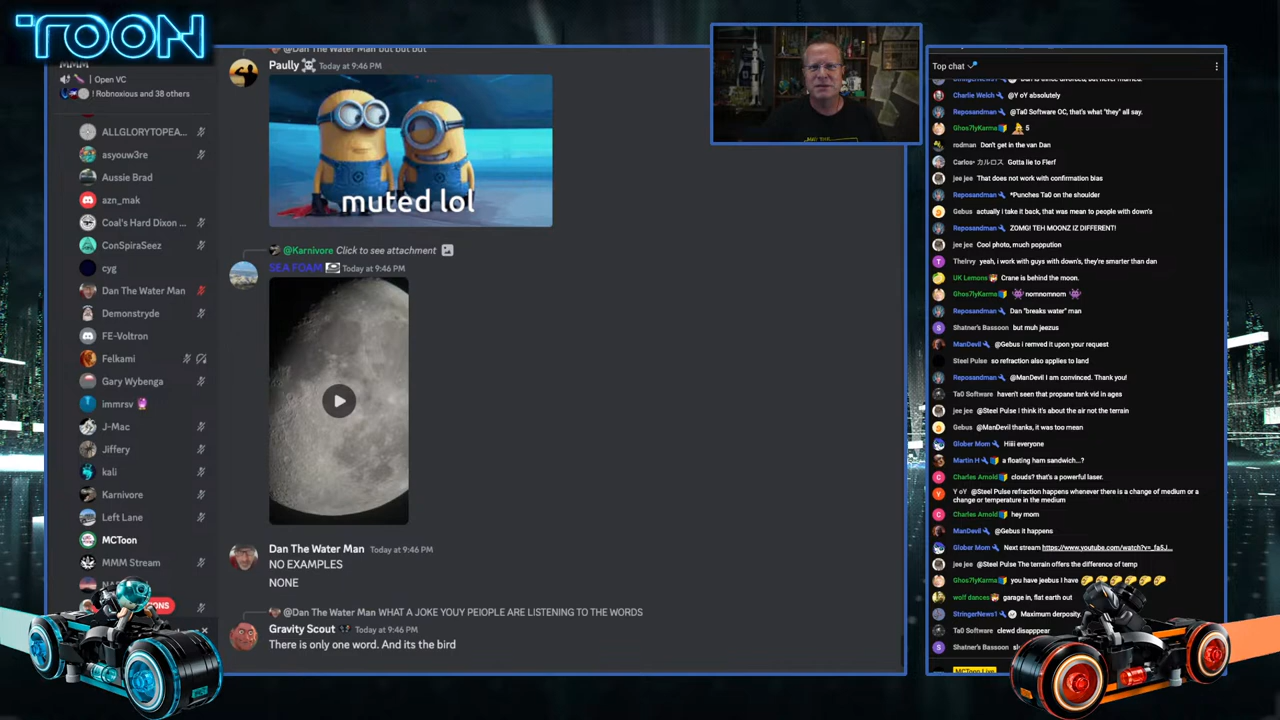 TOON
Open VC
Robnoxious and 38 others
ALLGLORYTOPEA...
asyouw3re
Aussie Brad
azn_mak
Coal's Hard Dixon ...
ConSpiraSeez
cyg
Dan The Water Man
Demonstryde
FE-Voltron
Felkami
Gary Wybenga
immrsv
J-Mac
Jiffery
kali
Karnivore
Left Lane
MCToon
MMM Stream
@Dan The Water Man but but but
Paully Today at 9:46 PM
muted lol
@Karnivore Click to see attachment
SEA FOAM Today at 9:46 PM
Dan The Water Man Today at 9:46 PM
NO EXAMPLES
NONE
@Dan The Water Man WHAT A JOKE YOUY PEIOPLE ARE LISTENING TO THE WORDS
Gravity Scout Today at 9:46 PM
There is only one word. And its the bird
Top chat
Charlie Welch @Y oY absolutely
Reposandman @Ta0 Software OC, that's what "they" all say.
Ghos7lyKarma 5
rodman Don't get in the van Dan
Carlos• カルロス Gotta lie to Flerf
jee jee That does not work with confirmation bias
Reposandman *Punches Ta0 on the shoulder
Gebus actually i take it back, that was mean to people with down's
Reposandman ZOMG! TEH MOONZ IZ DIFFERENT!
jee jee Cool photo, much poppution
TheIrvy yeah, i work with guys with down's, they're smarter than dan
UK Lemons Crane is behind the moon.
Ghos7lyKarma nomnomnom
Reposandman Dan "breaks water" man
Shatner's Bassoon but muh jeezus
ManDevil @Gebus i remved it upon your request
Steel Pulse so refraction also applies to land
Reposandman @ManDevil I am convinced. Thank you!
Ta0 Software haven't seen that propane tank vid in ages
jee jee @Steel Pulse I think it's about the air not the terrain
Gebus @ManDevil thanks, it was too mean
Glober Mom Hiiii everyone
Martin H a floating ham sandwich...?
Charles Arnold clouds? that's a powerful laser.
Y oY @Steel Pulse refraction happens whenever there is a change of medium or a
change or temperature in the medium
Charles Arnold hey mom
ManDevil @Gebus it happens
Glober Mom Next stream https://www.youtube.com/watch?v=_fa5J...
jee jee @Steel Pulse The terrain offers the difference of temp
Ghos7lyKarma you have jeebus I have
wolf dances garage in, flat earth out
StringerNews1 Maximum derposity.
Ta0 Software clewd disapppear
Shatner's Bassoon
MCToon Live